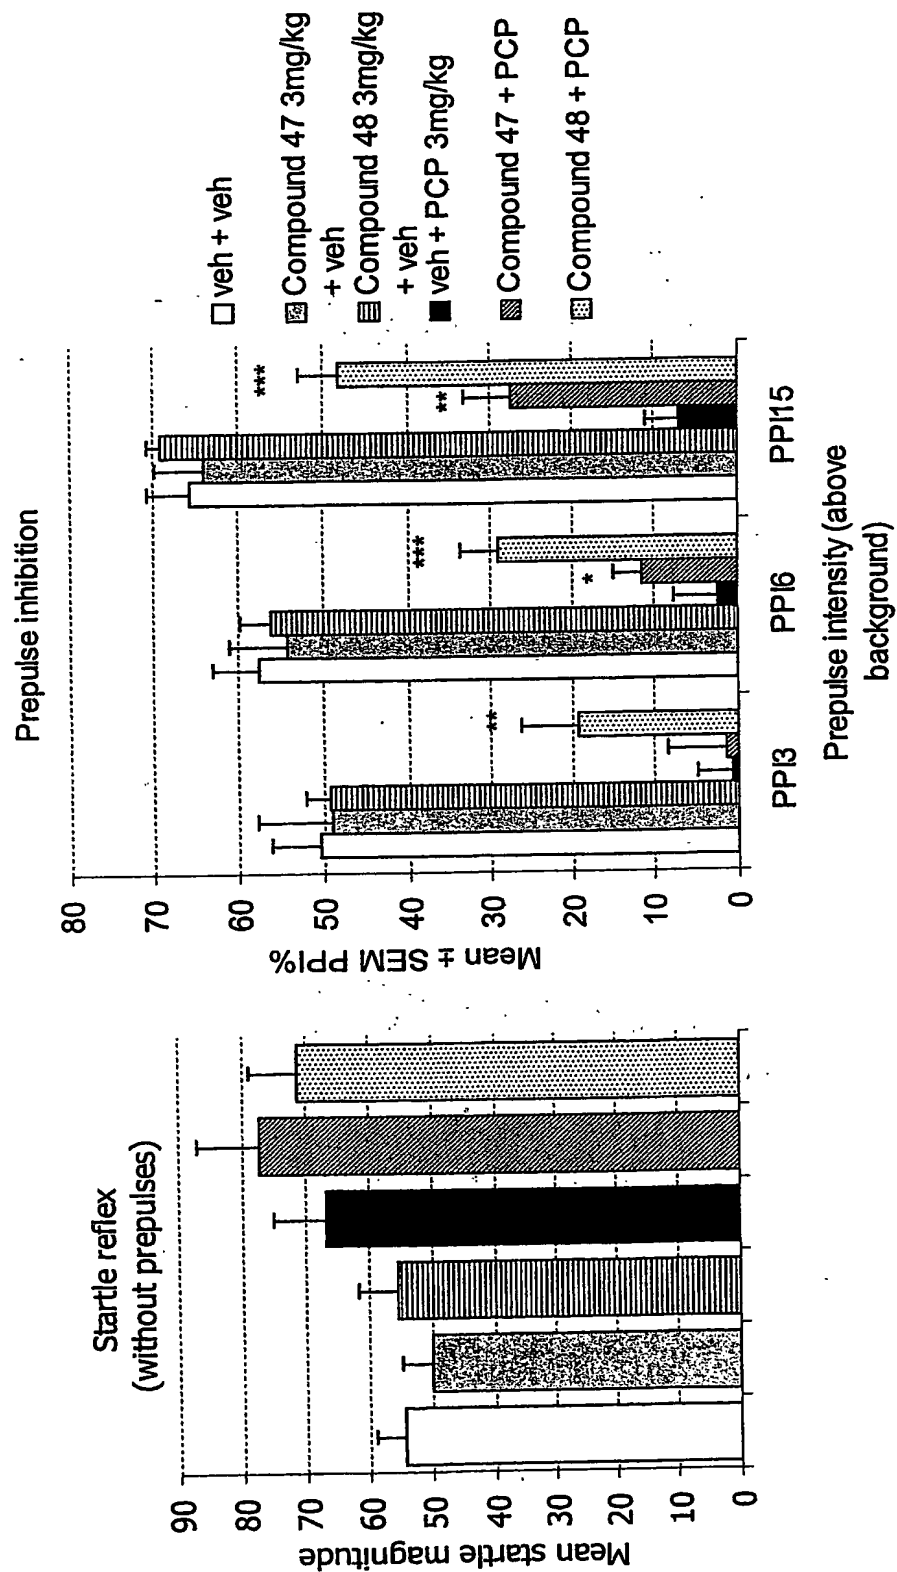 Startle reflex
(without prepulses)
Mean startle magnitude
90
80
70
60
50
40
30
20
10
0
Prepulse inhibition
Mean ± SEM PPI%
80
70
60
50
40
30
20
10
0
**
*
***
**
***
PPI3
PPI6
PPI15
Prepulse intensity (above
background)
veh + veh
Compound 47 3mg/kg
+ veh
Compound 48 3mg/kg
+ veh
veh + PCP 3mg/kg
Compound 47 + PCP
Compound 48 + PCP